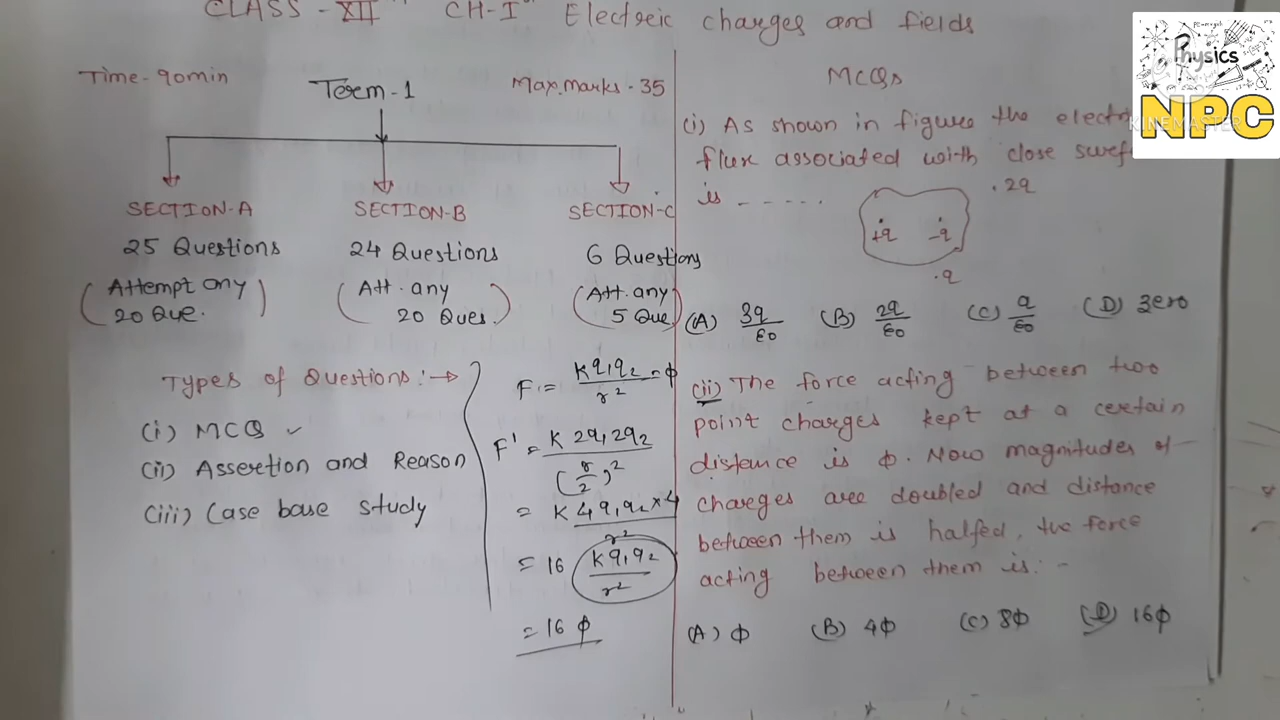 CLASS - XII " CH-I " Electreic charges and fields
Time - 90min
Term - 1
Max.marks - 35
SECTION-A
SECTION-B
SECTION-C
25 Questions
24 Questions
6 Questions
(Attempt any
20 Que.)
(Att. any
20 Ques.)
(Att. any
5 Que)
Types of Questions :→
(i) MCQ ✓
(ii) Assertion and Reason
(iii) Case base study
F = Kq1q2/r² = ϕ
F' = K 2q1 2q2/(r/2)²
= K 4q1q2 x 4/r²
= 16 (Kq1q2/r²)
= 16 ϕ
MCQs
(i) As shown in figure the electr
flux associated with close surf
is - - - - - -
. 2q
+q -q
. q
(A) 3q/ε0 (B) 2q/ε0 (C) q/ε0 (D) zero
(ii) The force acting between two
point charges kept at a certain
distance is ϕ. Now magnitudes of
charges are doubled and distance
between them is halfed, the force
acting between them is: -
(A) ϕ (B) 4ϕ (C) 8ϕ (D) 16ϕ
Physics
NPC
KINEMASTER